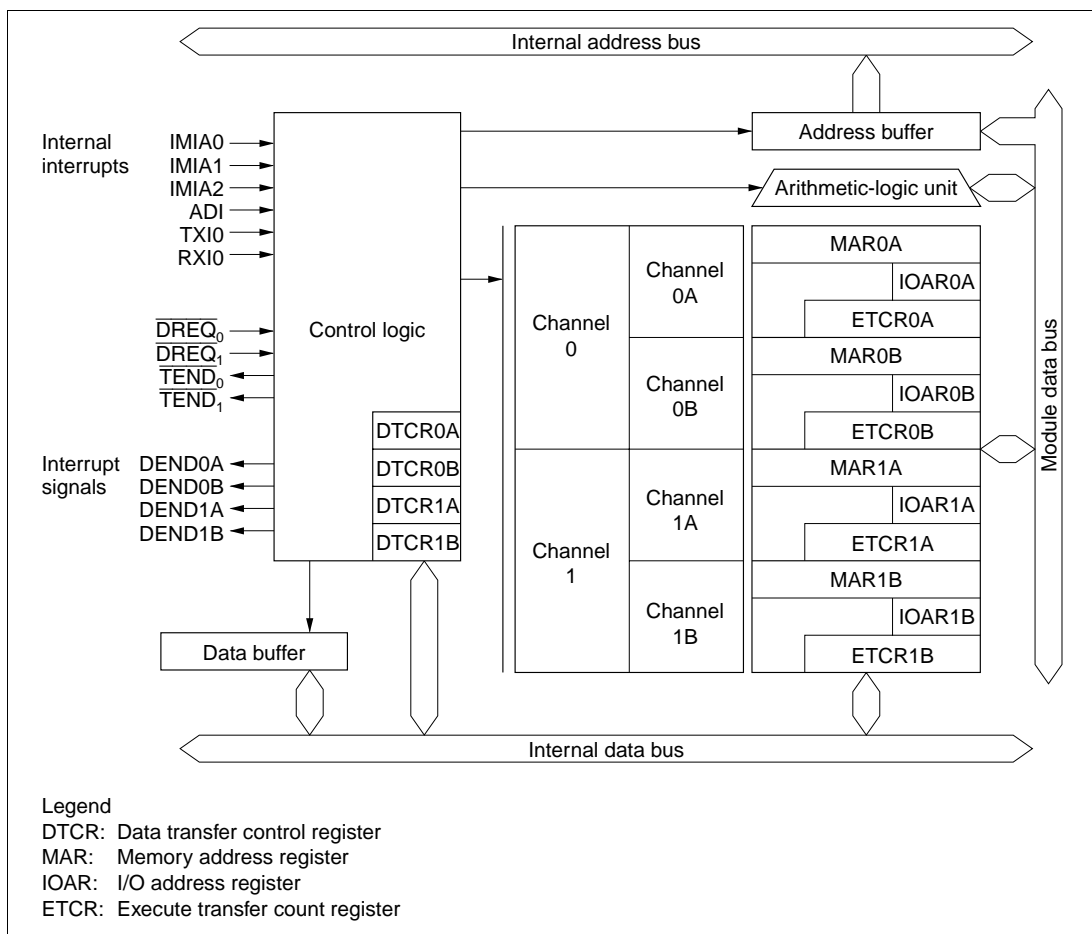 Internal address bus
Internal
interrupts
IMIA0
IMIA1
IMIA2
ADI
TXI0
RXI0
DREQ0
DREQ1
TEND0
TEND1
Interrupt
signals
DEND0A
DEND0B
DEND1A
DEND1B
Control logic
DTCR0A
DTCR0B
DTCR1A
DTCR1B
Data buffer
Address buffer
Arithmetic-logic unit
Channel
0
Channel
0A
Channel
0B
Channel
1
Channel
1A
Channel
1B
MAR0A
IOAR0A
ETCR0A
MAR0B
IOAR0B
ETCR0B
MAR1A
IOAR1A
ETCR1A
MAR1B
IOAR1B
ETCR1B
Module data bus
Internal data bus
Legend
DTCR: Data transfer control register
MAR: Memory address register
IOAR: I/O address register
ETCR: Execute transfer count register